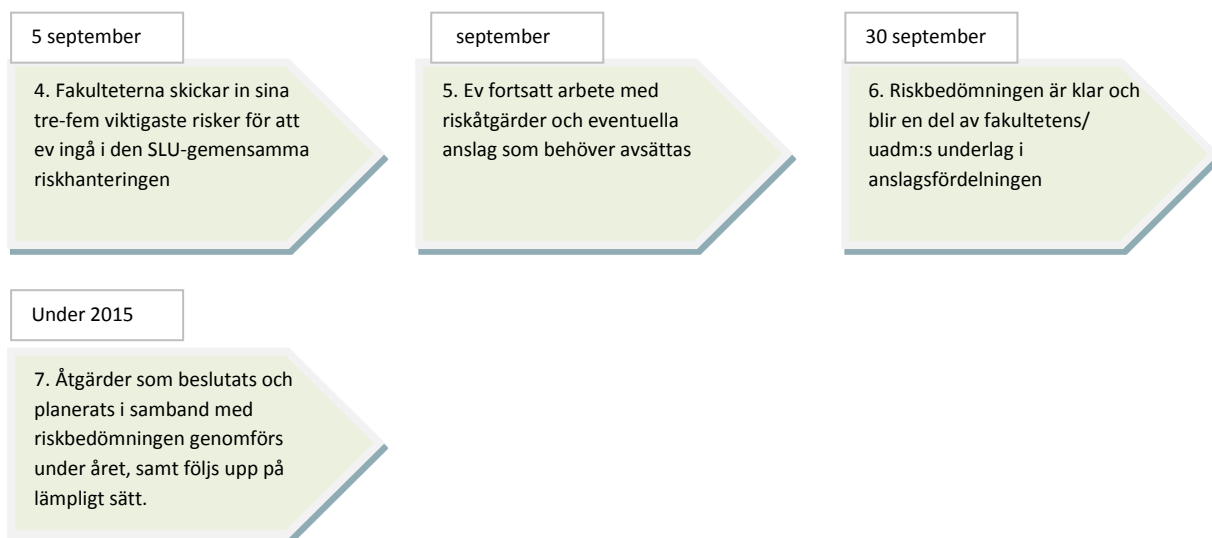 5 september
4. Fakulteterna skickar in sina
tre-fem viktigaste risker för att
ev ingå i den SLU-gemensamma
riskhanteringen
september
5. Ev fortsatt arbete med
riskåtgärder och eventuella
anslag som behöver avsättas
30 september
6. Riskbedömningen är klar och
blir en del av fakultetens/
uadm:s underlag i
anslagsfördelningen
Under 2015
7. Åtgärder som beslutats och
planerats i samband med
riskbedömningen genomförs
under året, samt följs upp på
lämpligt sätt.